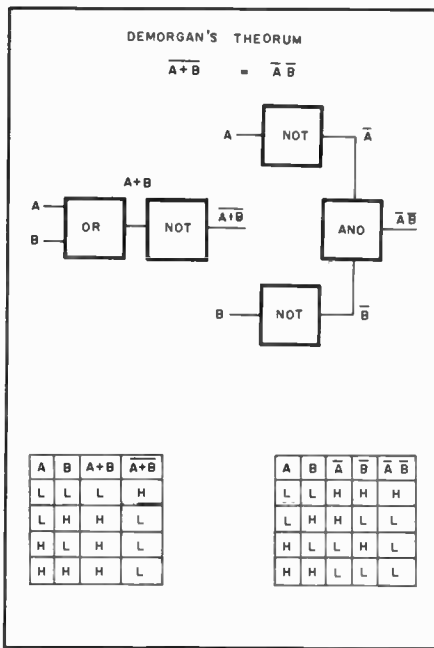 DEMORGAN'S THEORUM
A̅+̅B̅ = A̅ B̅
A NOT A̅
A+B
A OR NOT A̅+̅B̅ ANO A̅ B̅
B
B NOT B̅
A B A+B A̅+̅B̅
L L L H
L H H L
H L H L
H H H L
A B A̅ B̅ A̅ B̅
L L H H H
L H H L L
H L L H L
H H L L L